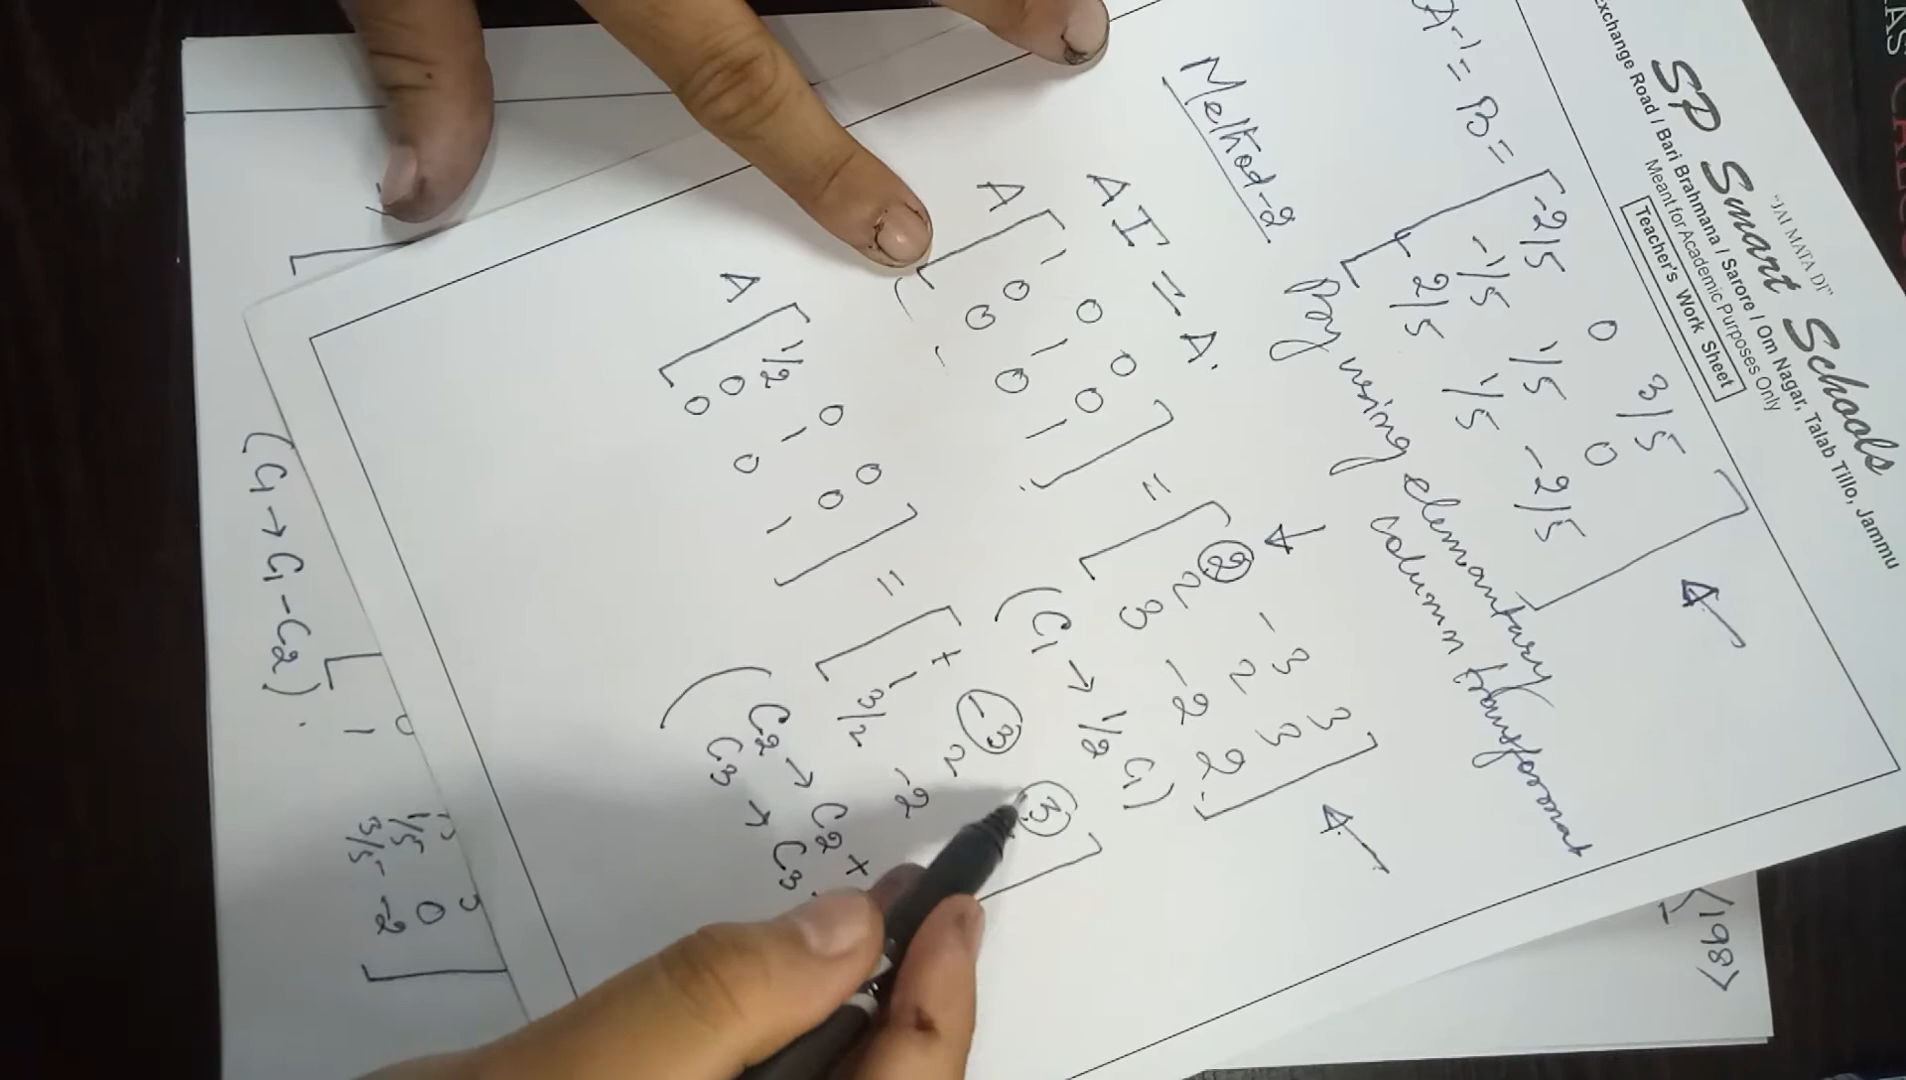 "JAI MATA DI"
SP Smart Schools
Exchange Road / Bari Brahmana / Sarore / Om Nagar, Talab Tillo, Jammu
Meant for Academic Purposes Only
Teacher's Work Sheet
A-1 = B = [ -2/5 0 3/5
-1/5 1/5 0
2/5 1/5 -2/5 ]
Method-2 By using elementary
column transformat
A I = A.
A [ 1 0 0
0 1 0
0 0 1 ] = [ 2 -3 3
2 2 3
3 -2 2 ]
(C1 → 1/2 C1)
A [ 1/2 0 0
0 1 0
0 0 1 ] = [ + -3 3
1 2
3/2 -2
(C2 → C2 +
C3 → C3
(C1 → C1 - C2).
1/5 0
1 3/5 -2 ]
<198>